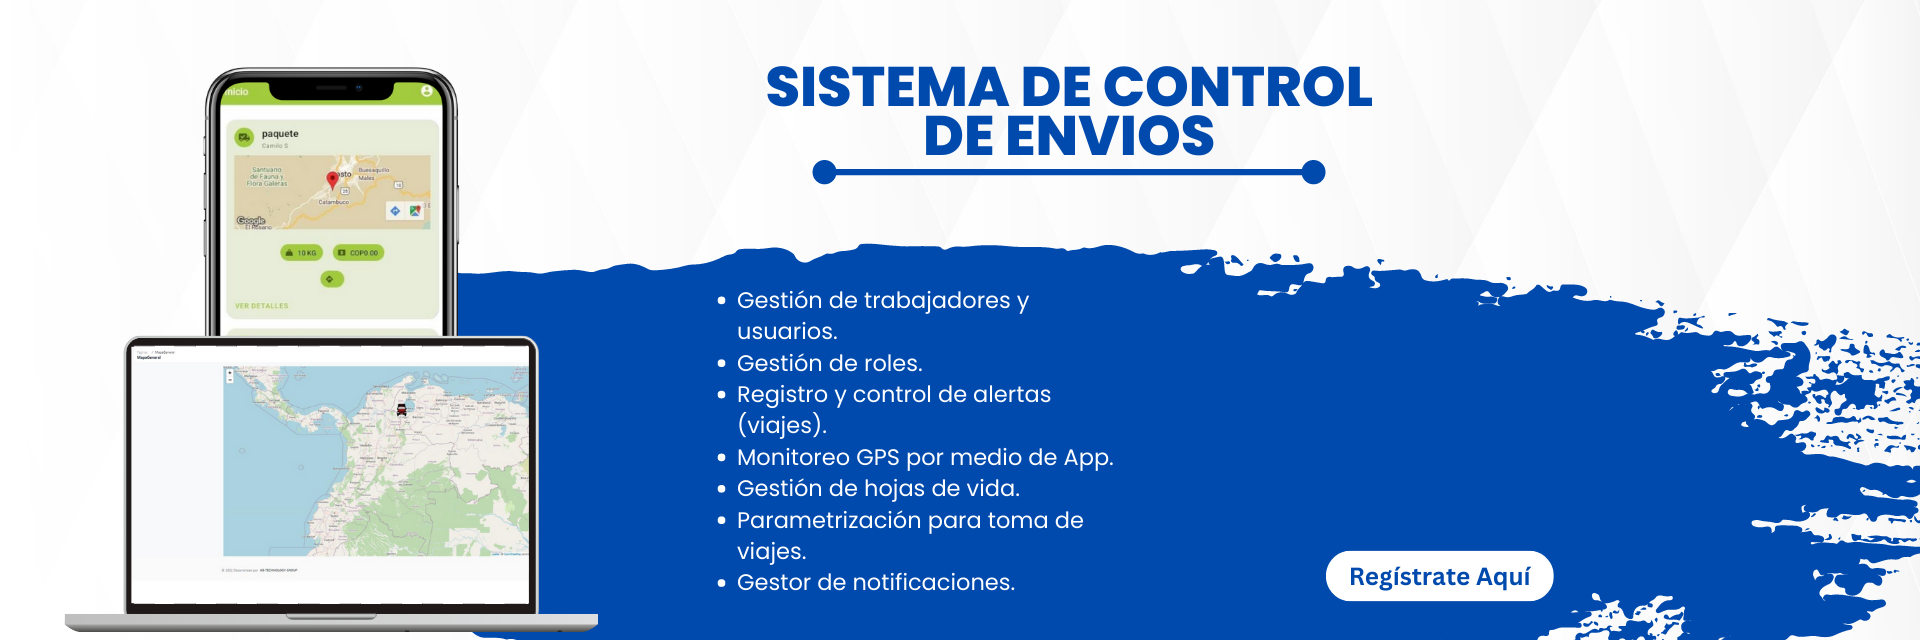 SISTEMA DE CONTROL
DE ENVIOS
Inicio
paquete
Camilo S
Santuario
de Fauna y
Flora Galeras
Buesaquillo
Males
Catambuco
Google
El Rosario
10 KG
COP0.00
VER DETALLES
MapaGeneral
MapaGeneral
Gestión de trabajadores y
usuarios.
Gestión de roles.
Registro y control de alertas
(viajes).
Monitoreo GPS por medio de App.
Gestión de hojas de vida.
Parametrización para toma de
viajes.
Gestor de notificaciones.
Regístrate Aquí